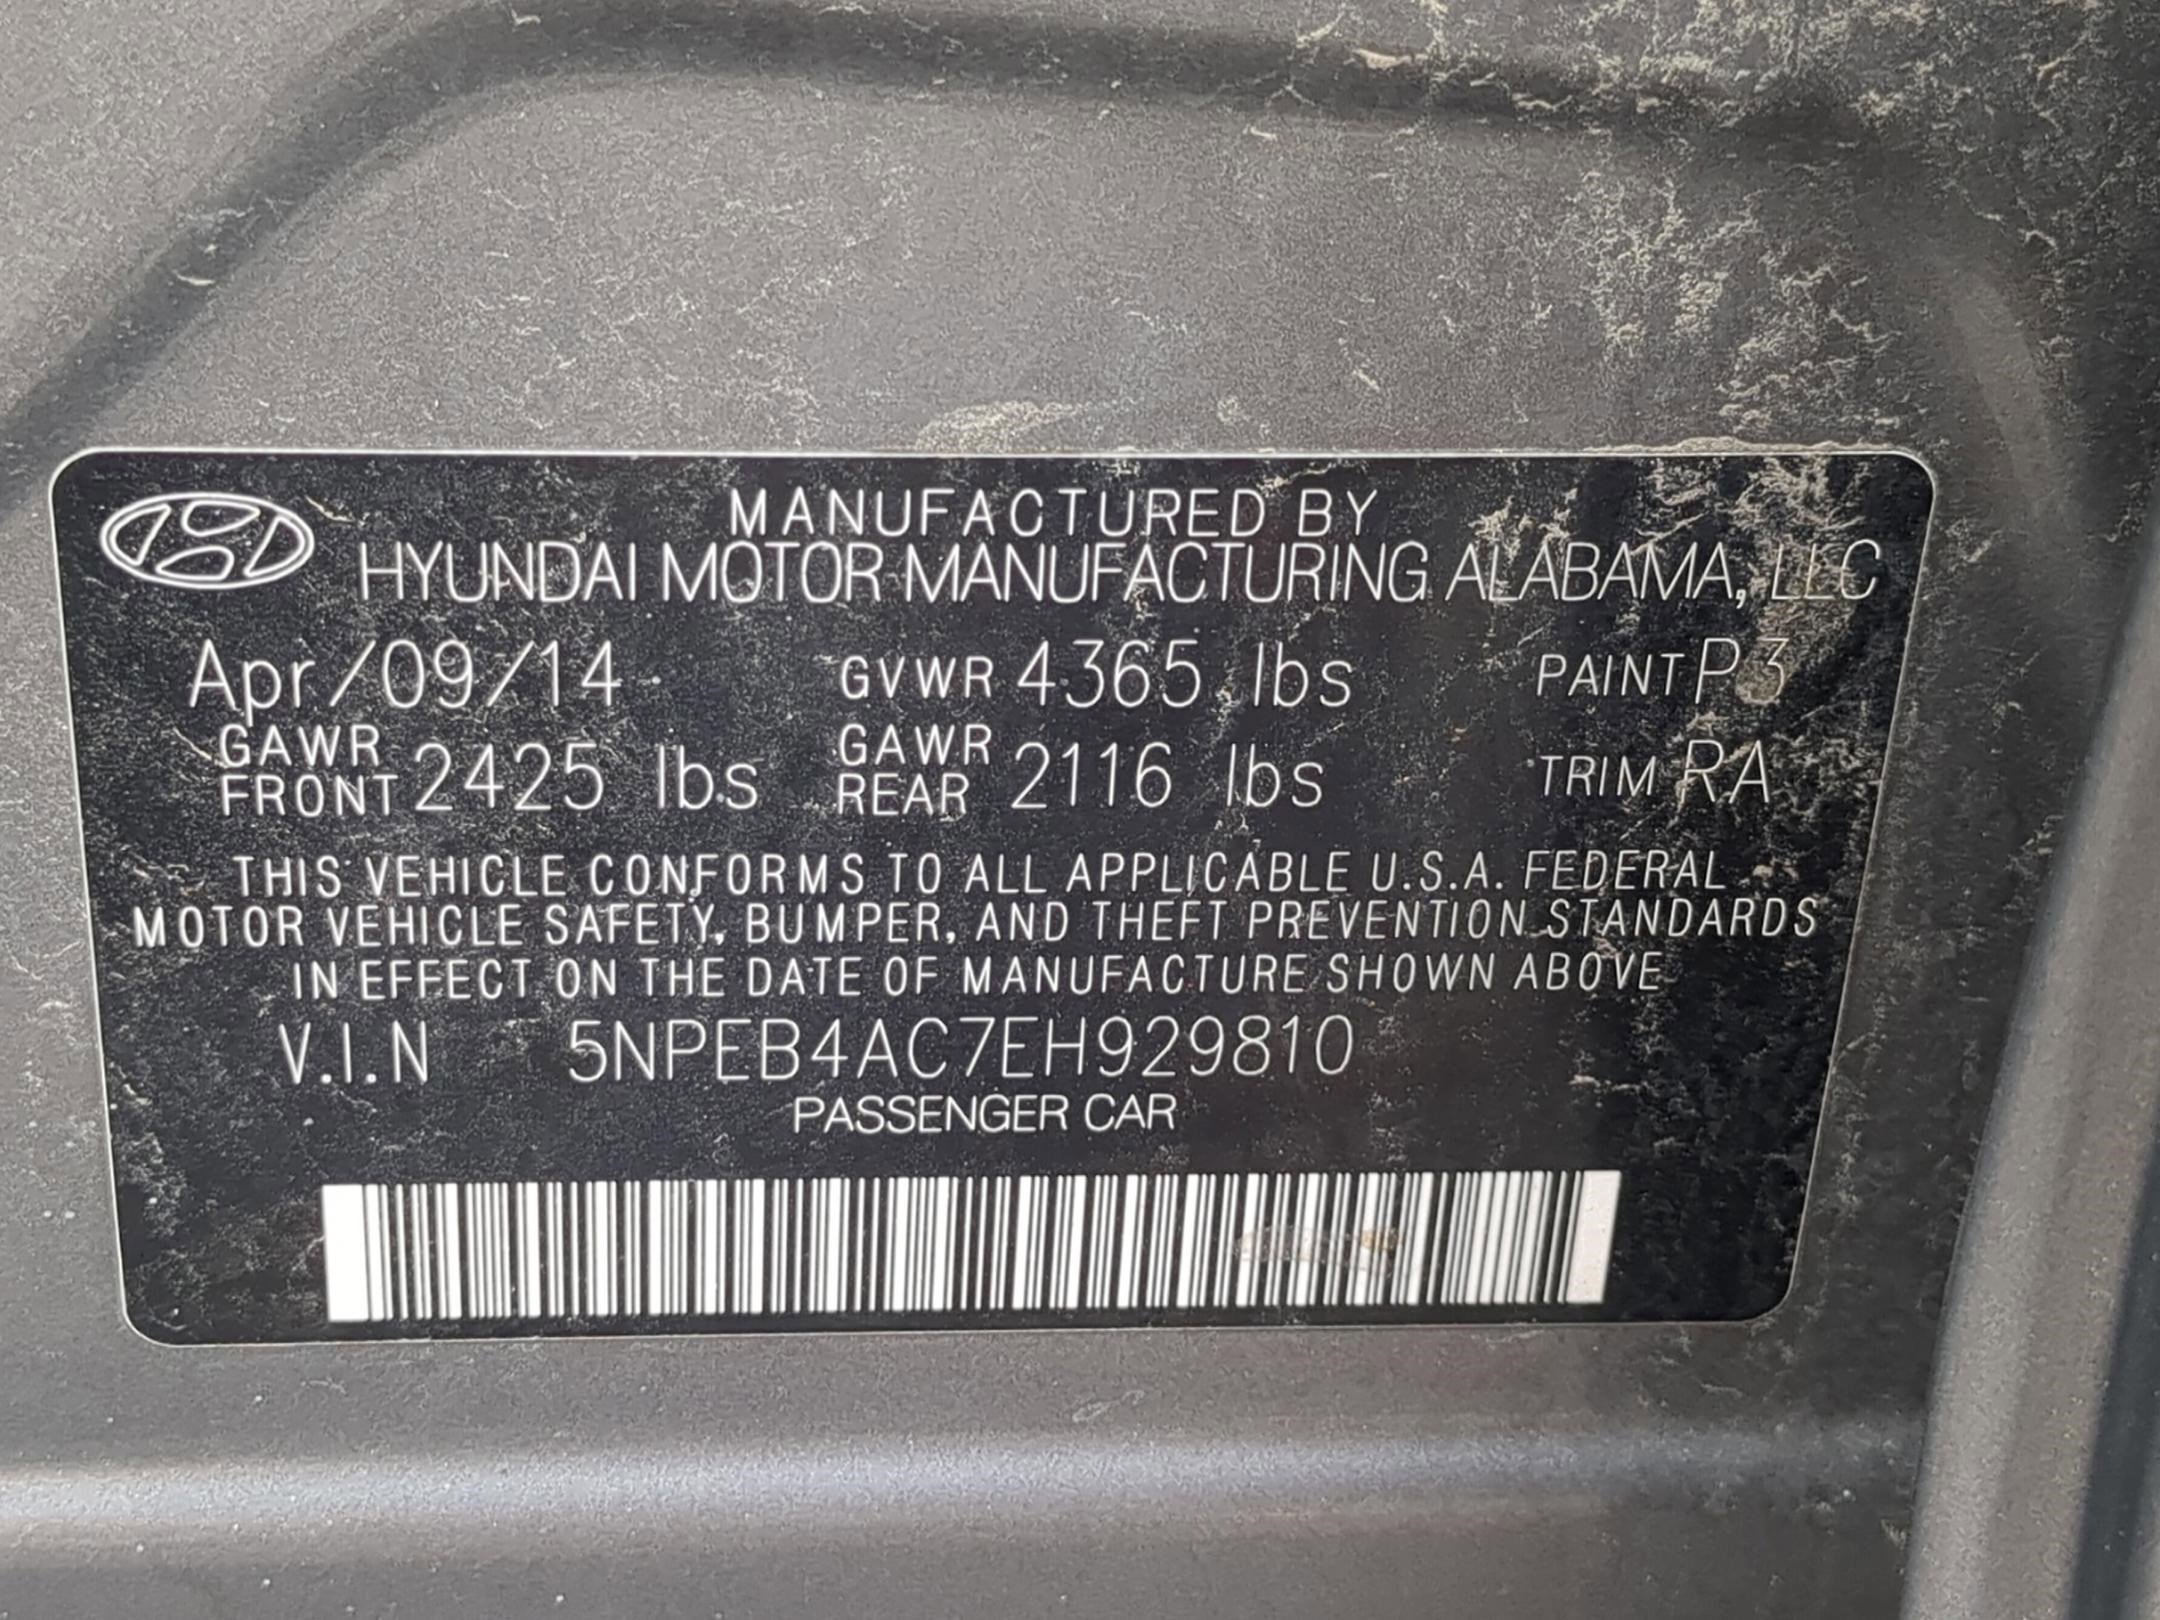 MANUFACTURED BY
HYUNDAI MOTOR MANUFACTURING ALABAMA, LLC
Apr/09/14 GVWR 4365 lbs PAINT P3
GAWR FRONT 2425 lbs GAWR REAR 2116 lbs TRIM RA
THIS VEHICLE CONFORMS TO ALL APPLICABLE U.S.A. FEDERAL
MOTOR VEHICLE SAFETY, BUMPER, AND THEFT PREVENTION STANDARDS
IN EFFECT ON THE DATE OF MANUFACTURE SHOWN ABOVE
V.I.N 5NPEB4AC7EH929810
PASSENGER CAR